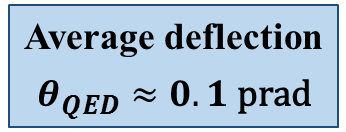 Average deflection
θ_QED ≈ 0.1 prad